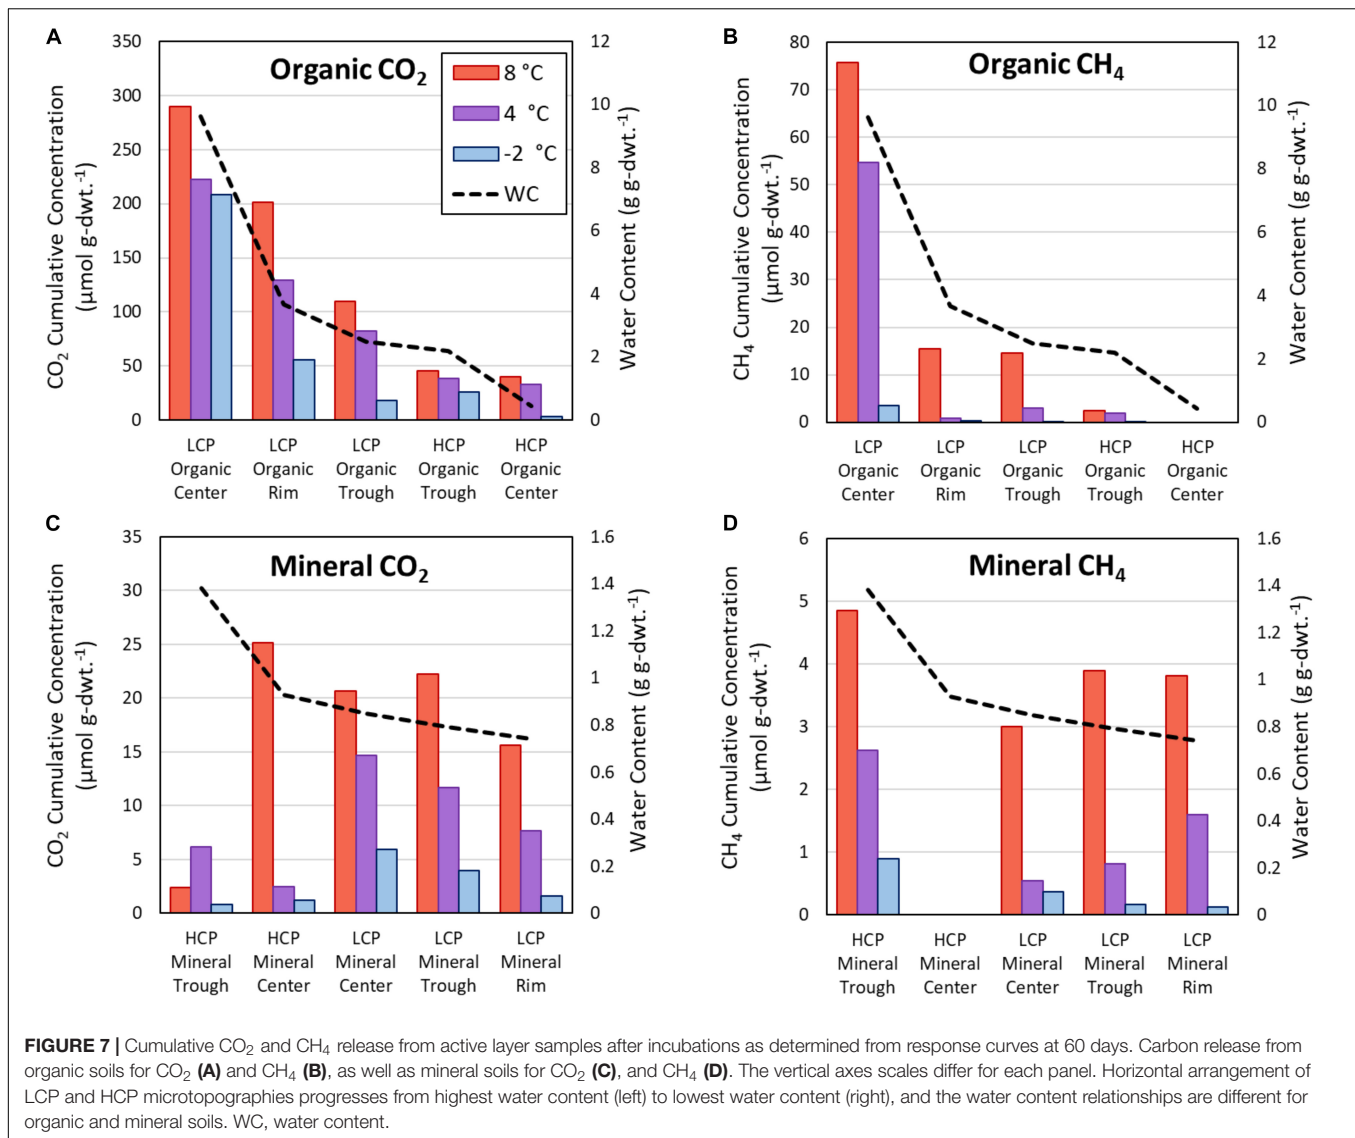 A
Organic CO₂
350
300
250
200
150
100
50
0
CO₂ Cumulative Concentration
(µmol g-dwt.⁻¹)
12
10
8
6
4
2
0
Water Content (g g-dwt.⁻¹)
8 °C
4 °C
-2 °C
WC
LCP Organic Center
LCP Organic Rim
LCP Organic Trough
HCP Organic Trough
HCP Organic Center
B
Organic CH₄
80
70
60
50
40
30
20
10
0
CH₄ Cumulative Concentration
(µmol g-dwt.⁻¹)
12
10
8
6
4
2
0
Water Content (g g-dwt.⁻¹)
LCP Organic Center
LCP Organic Rim
LCP Organic Trough
HCP Organic Trough
HCP Organic Center
C
Mineral CO₂
35
30
25
20
15
10
5
0
CO₂ Cumulative Concentration
(µmol g-dwt.⁻¹)
1.6
1.4
1.2
1
0.8
0.6
0.4
0.2
0
Water Content (g g-dwt.⁻¹)
HCP Mineral Trough
HCP Mineral Center
LCP Mineral Center
LCP Mineral Trough
LCP Mineral Rim
D
Mineral CH₄
6
5
4
3
2
1
0
CH₄ Cumulative Concentration
(µmol g-dwt.⁻¹)
1.6
1.4
1.2
1
0.8
0.6
0.4
0.2
0
Water Content (g g-dwt.⁻¹)
HCP Mineral Trough
HCP Mineral Center
LCP Mineral Center
LCP Mineral Trough
LCP Mineral Rim
FIGURE 7 | Cumulative CO₂ and CH₄ release from active layer samples after incubations as determined from response curves at 60 days. Carbon release from
organic soils for CO₂ (A) and CH₄ (B), as well as mineral soils for CO₂ (C), and CH₄ (D). The vertical axes scales differ for each panel. Horizontal arrangement of
LCP and HCP microtopographies progresses from highest water content (left) to lowest water content (right), and the water content relationships are different for
organic and mineral soils. WC, water content.